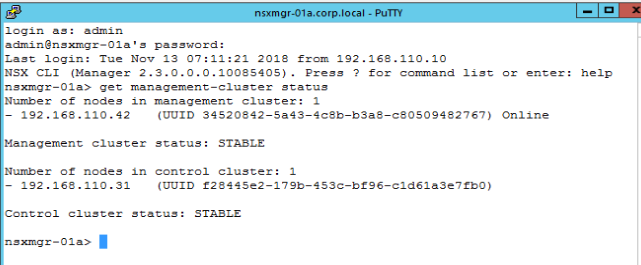 nsxmgr-01a.corp.local - PuTTY
login as: admin
admin@nsxmgr-01a's password:
Last login: Tue Nov 13 07:11:21 2018 from 192.168.110.10
NSX CLI (Manager 2.3.0.0.0.10085405). Press ? for command list or enter: help
nsxmgr-01a> get management-cluster status
Number of nodes in management cluster: 1
- 192.168.110.42   (UUID 34520842-5a43-4c8b-b3a8-c80509482767) Online
Management cluster status: STABLE
Number of nodes in control cluster: 1
- 192.168.110.31   (UUID f28445e2-179b-453c-bf96-c1d61a3e7fb0)
Control cluster status: STABLE
nsxmgr-01a>